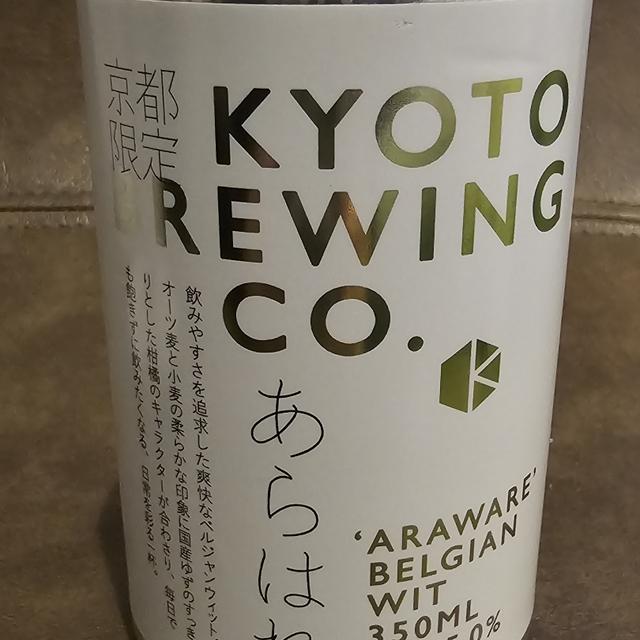 京都
限定
KYOTO
BREWING
CO.
飲みやすさを追求した爽快なベルジャンウィット。
オーツ麦と小麦の柔らかな印象に国産ゆずのすっき
りとした柑橘のキャラクターが合わさり、毎日で
も飽きずに飲みたくなる、日常を彩る一杯。
あらはれ
'ARAWARE'
BELGIAN
WIT
350ML
.0%